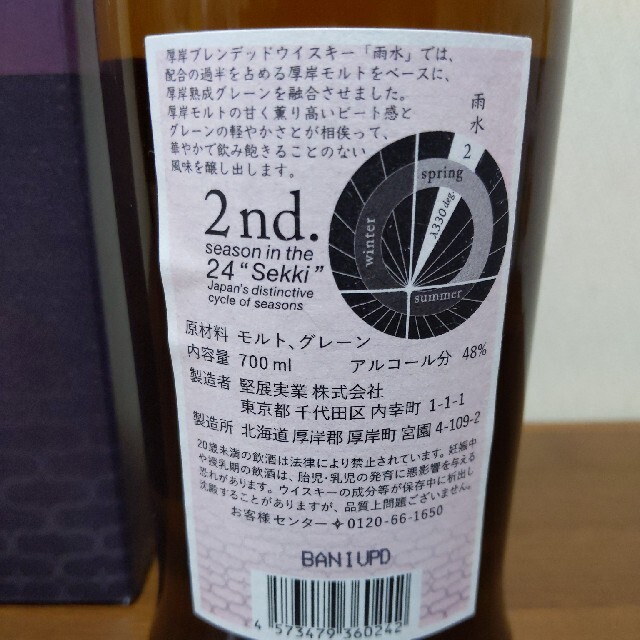 厚岸ブレンデッドウイスキー「雨水」では、
配合の過半を占める厚岸モルトをベースに、
厚岸熟成グレーンを融合させました。
厚岸モルトの甘く薫り高いピート感と
グレーンの軽やかさとが相俟って、
華やかで飲み飽きることのない
風味を醸し出します。
雨水
2
spring
λ330 deg.
winter
summer
2nd.
season in the
24 "Sekki"
Japan's distinctive
cycle of seasons
原材料 モルト、グレーン
内容量 700 ml アルコール分 48%
製造者 堅展実業 株式会社
東京都 千代田区 内幸町 1-1-1
製造所 北海道 厚岸郡 厚岸町 宮園 4-109-2
20歳未満の飲酒は法律により禁止されています。妊娠中
や授乳期の飲酒は、胎児・乳児の発育に悪影響を与える
恐れがあります。ウイスキーの成分等が保存中に析出し
沈殿することがありますが、品質上問題ございません。
お客様センター 0120-66-1650
BANIUPD
4 573479 360242